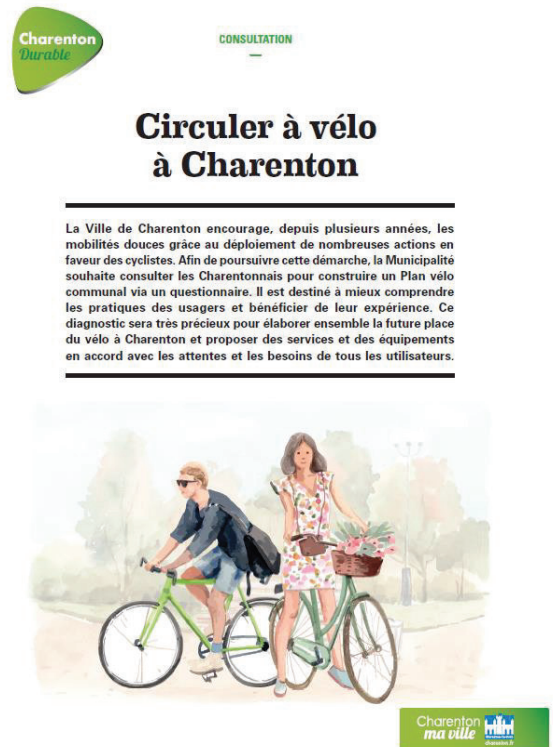 Charenton
Durable
CONSULTATION
Circuler à vélo
à Charenton
La Ville de Charenton encourage, depuis plusieurs années, les
mobilités douces grâce au déploiement de nombreuses actions en
faveur des cyclistes. Afin de poursuivre cette démarche, la Municipalité
souhaite consulter les Charentonnais pour construire un Plan vélo
communal via un questionnaire. Il est destiné à mieux comprendre
les pratiques des usagers et bénéficier de leur expérience. Ce
diagnostic sera très précieux pour élaborer ensemble la future place
du vélo à Charenton et proposer des services et des équipements
en accord avec les attentes et les besoins de tous les utilisateurs.
Charenton
ma ville
charenton.fr